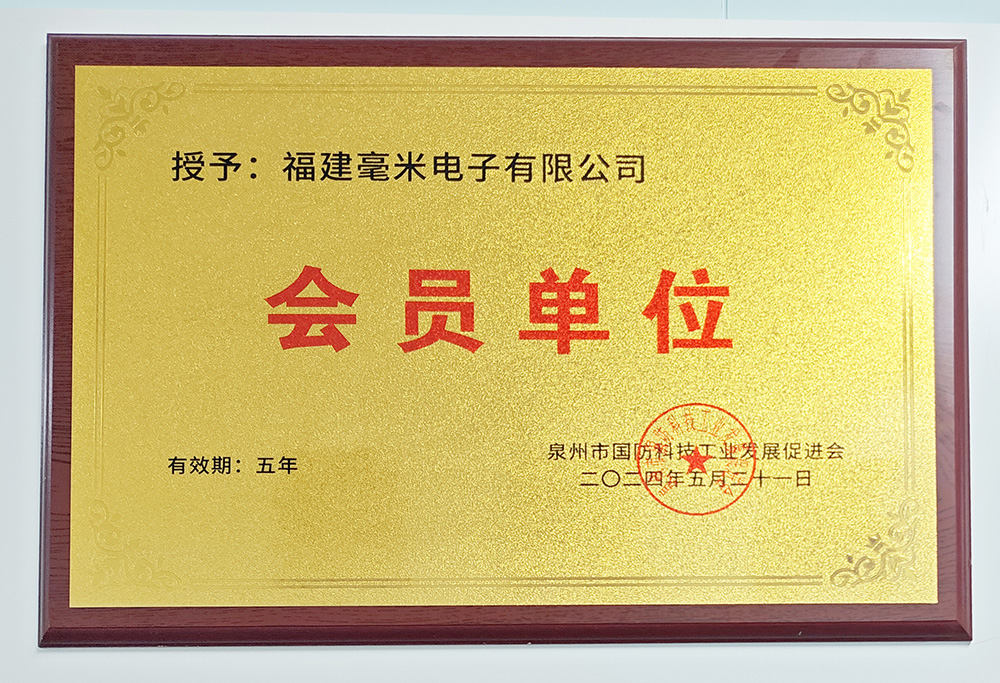 授予：福建毫米电子有限公司
会员单位
有效期：五年
泉州市国防科技工业发展促进会
二〇二四年五月二十一日